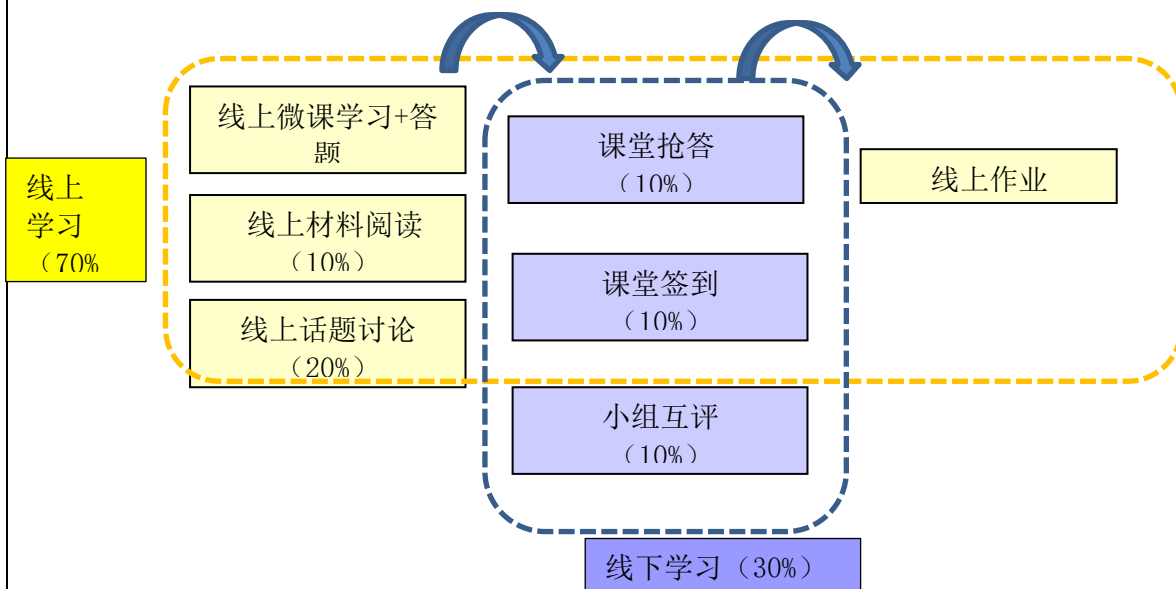 线上微课学习+答
题
线上
学习
（70%
线上材料阅读
（10%）
线上话题讨论
（20%）
课堂抢答
（10%）
课堂签到
（10%）
小组互评
（10%）
线上作业
线下学习（30%）